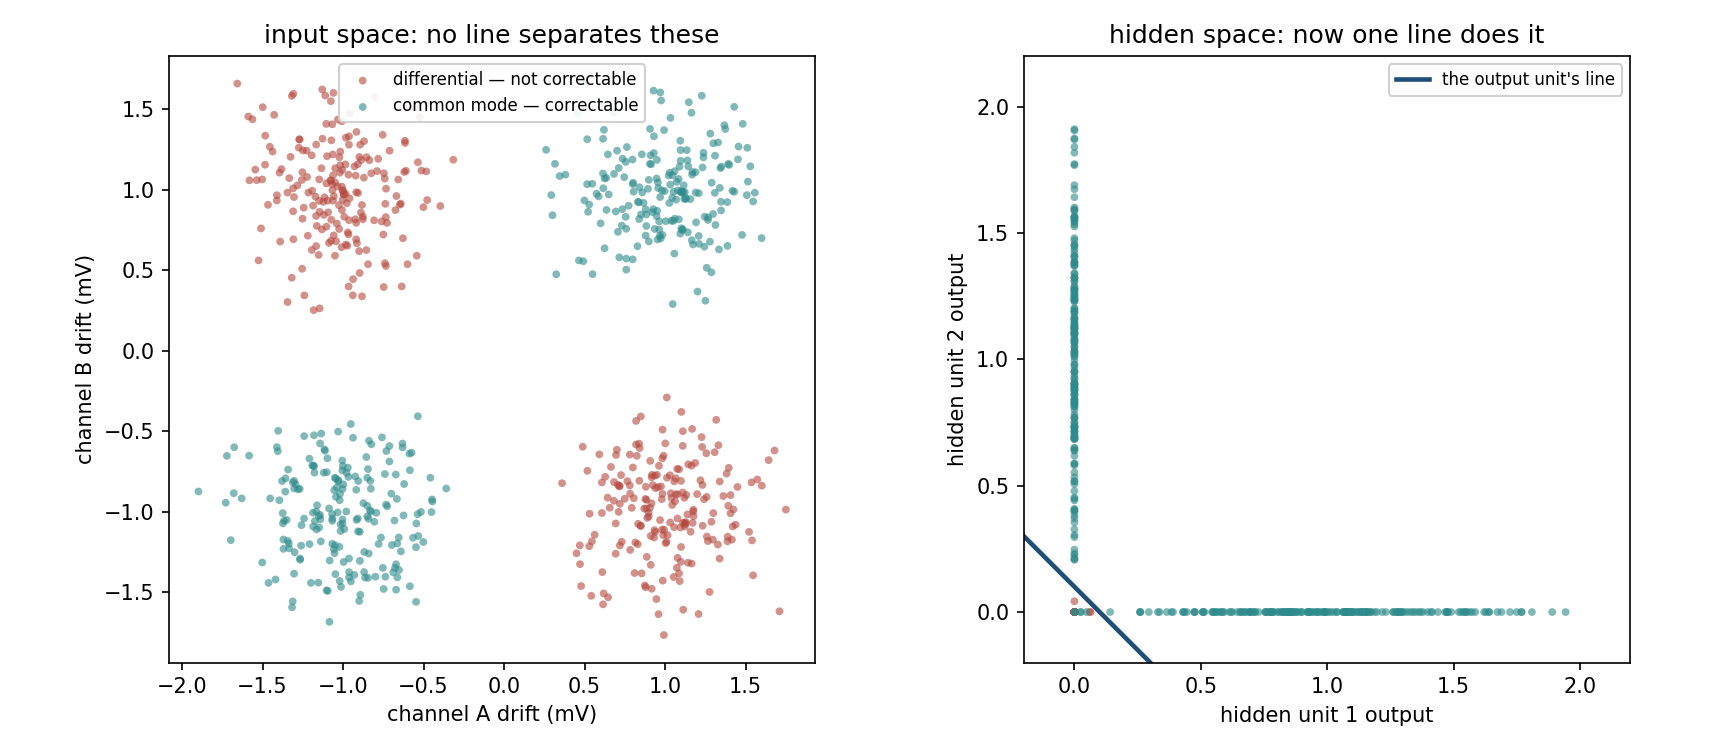 input space: no line separates these
differential — not correctable
common mode — correctable
channel B drift (mV)
1.5
1.0
0.5
0.0
−0.5
−1.0
−1.5
−2.0 −1.5 −1.0 −0.5 0.0 0.5 1.0 1.5
channel A drift (mV)
hidden space: now one line does it
the output unit's line
hidden unit 2 output
2.0
1.5
1.0
0.5
0.0
0.0 0.5 1.0 1.5 2.0
hidden unit 1 output